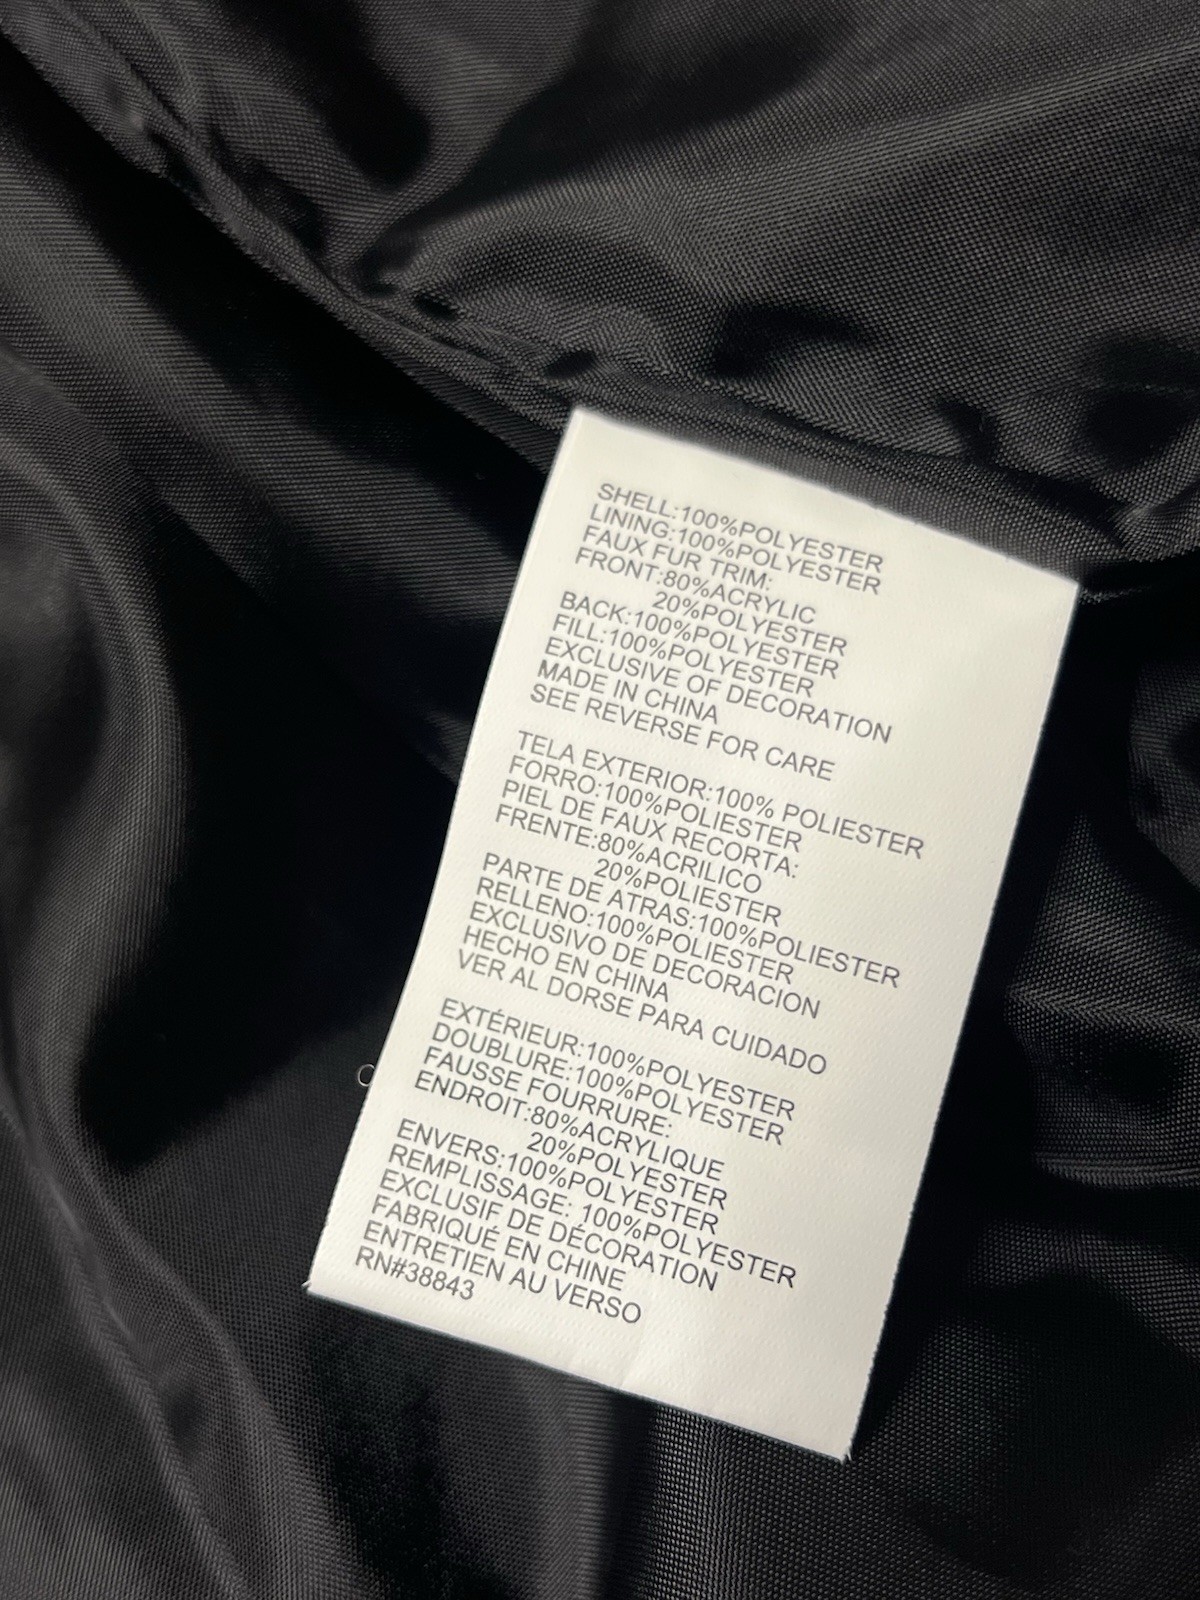 SHELL:100%POLYESTER
LINING:100%POLYESTER
FAUX FUR TRIM:
FRONT:80%ACRYLIC
20%POLYESTER
BACK:100%POLYESTER
FILL:100%POLYESTER
EXCLUSIVE OF DECORATION
MADE IN CHINA
SEE REVERSE FOR CARE
TELA EXTERIOR:100% POLIESTER
FORRO:100%POLIESTER
PIEL DE FAUX RECORTA:
FRENTE:80%ACRILICO
20%POLIESTER
PARTE DE ATRAS:100%POLIESTER
RELLENO:100%POLIESTER
EXCLUSIVO DE DECORACION
HECHO EN CHINA
VER AL DORSE PARA CUIDADO
EXTÉRIEUR:100%POLYESTER
DOUBLURE:100%POLYESTER
FAUSSE FOURRURE:
ENDROIT:80%ACRYLIQUE
20%POLYESTER
ENVERS:100%POLYESTER
REMPLISSAGE: 100%POLYESTER
EXCLUSIF DE DÉCORATION
FABRIQUÉ EN CHINE
ENTRETIEN AU VERSO
RN#38843